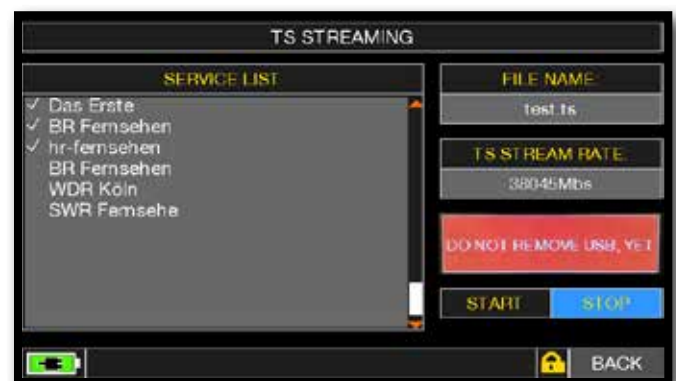 TS STREAMING
SERVICE LIST
✓ Das Erste
✓ BR Fernsehen
✓ hr-fernsehen
BR Fernsehen
WDR Köln
SWR Fernsehe
FILE NAME
test.ts
TS STREAM RATE
38045Mbs
DO NOT REMOVE USB, YET
START
STOP
BACK